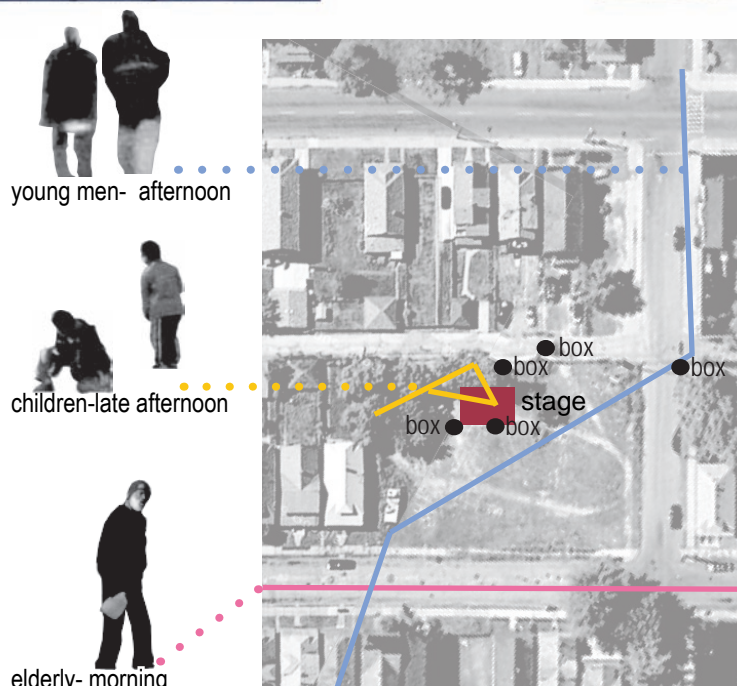 young men- afternoon
box
box
box
children-late afternoon
stage
box
box
elderly- morning